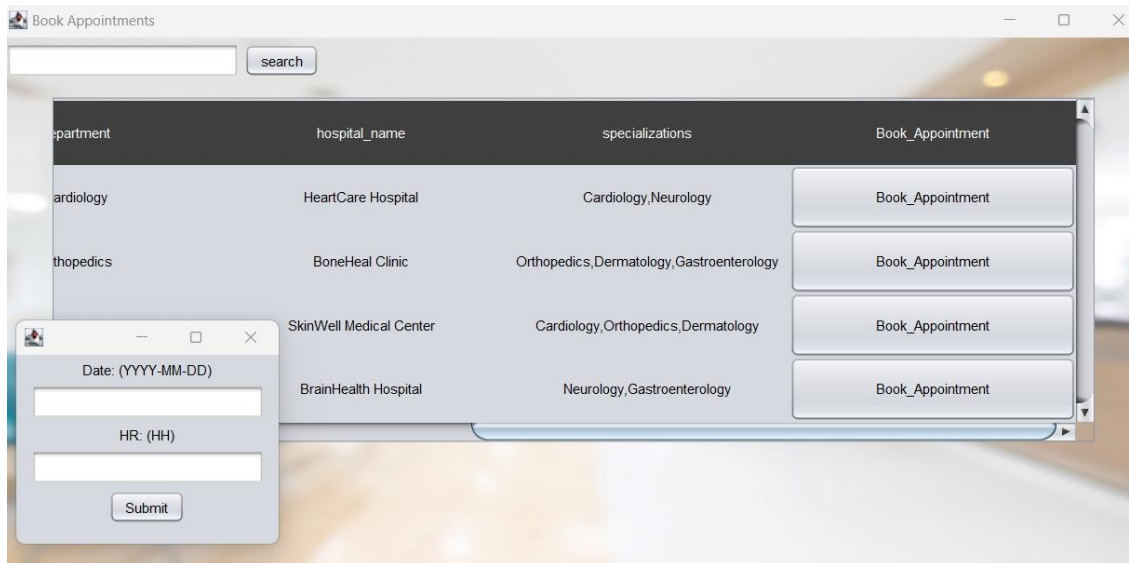 Book Appointments
search
epartment hospital_name specializations Book_Appointment
ardiology HeartCare Hospital Cardiology,Neurology Book_Appointment
thopedics BoneHeal Clinic Orthopedics,Dermatology,Gastroenterology Book_Appointment
SkinWell Medical Center Cardiology,Orthopedics,Dermatology Book_Appointment
BrainHealth Hospital Neurology,Gastroenterology Book_Appointment
Date: (YYYY-MM-DD)
HR: (HH)
Submit